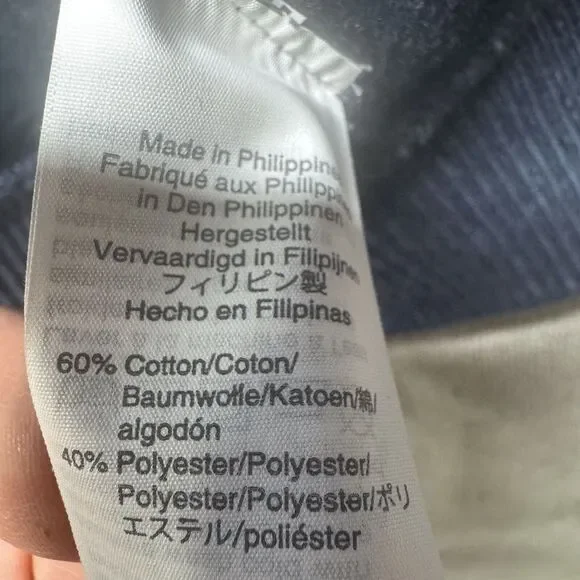 Made in Philippine
Fabriqué aux Philippi
in Den Philippinen
Hergestellt
Vervaardigd in Filipijnen
フィリピン製
Hecho en Filipinas
60% Cotton/Coton/
Baumwolle/Katoen/綿/
algodón
40% Polyester/Polyester/
Polyester/Polyester/ポリ
エステル/poliéster